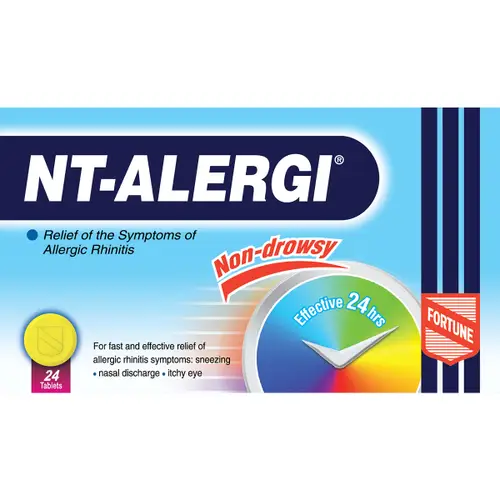 NT-ALERGI®
• Relief of the Symptoms of
Allergic Rhinitis
Non-drowsy
Effective 24 hrs
FORTUNE
For fast and effective relief of
allergic rhinitis symptoms: sneezing
• nasal discharge • itchy eye
24
Tablets